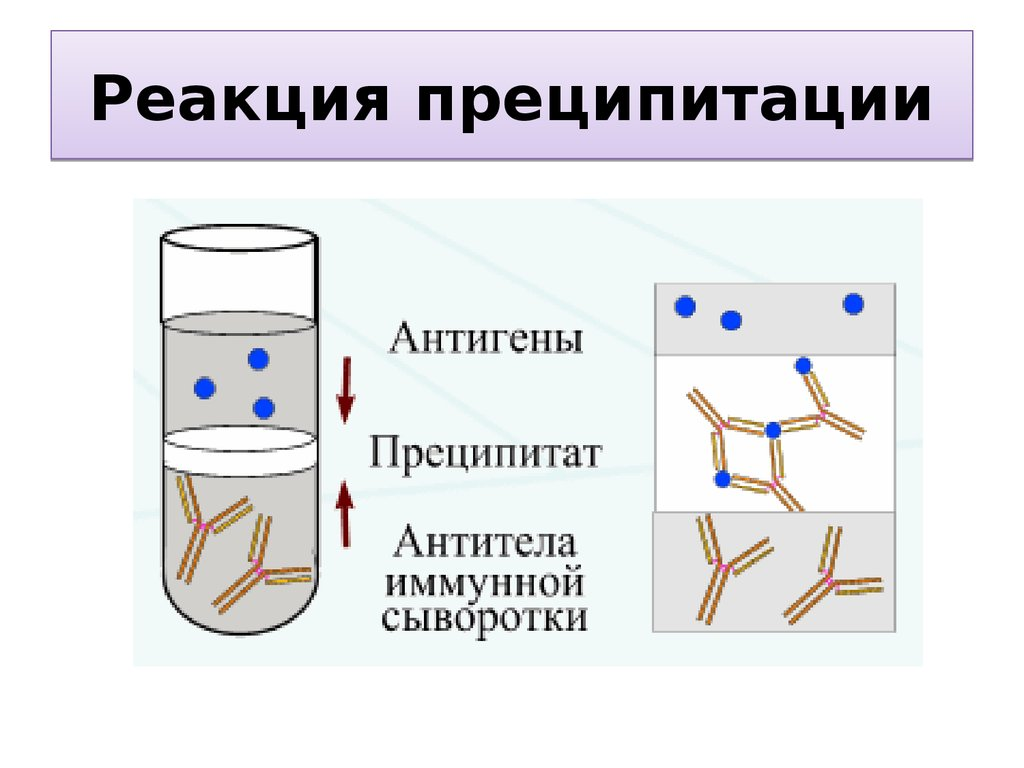 Реакция преципитации
Антигены
Преципитат
Антитела
иммунной
сыворотки